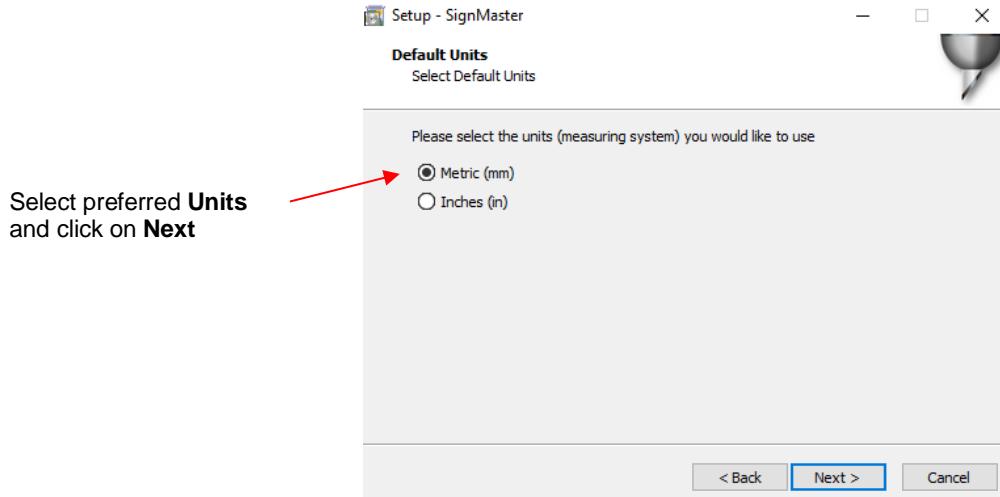 Setup - SignMaster
Default Units
Select Default Units
Please select the units (measuring system) you would like to use
Metric (mm)
Inches (in)
Select preferred Units
and click on Next
< Back
Next >
Cancel